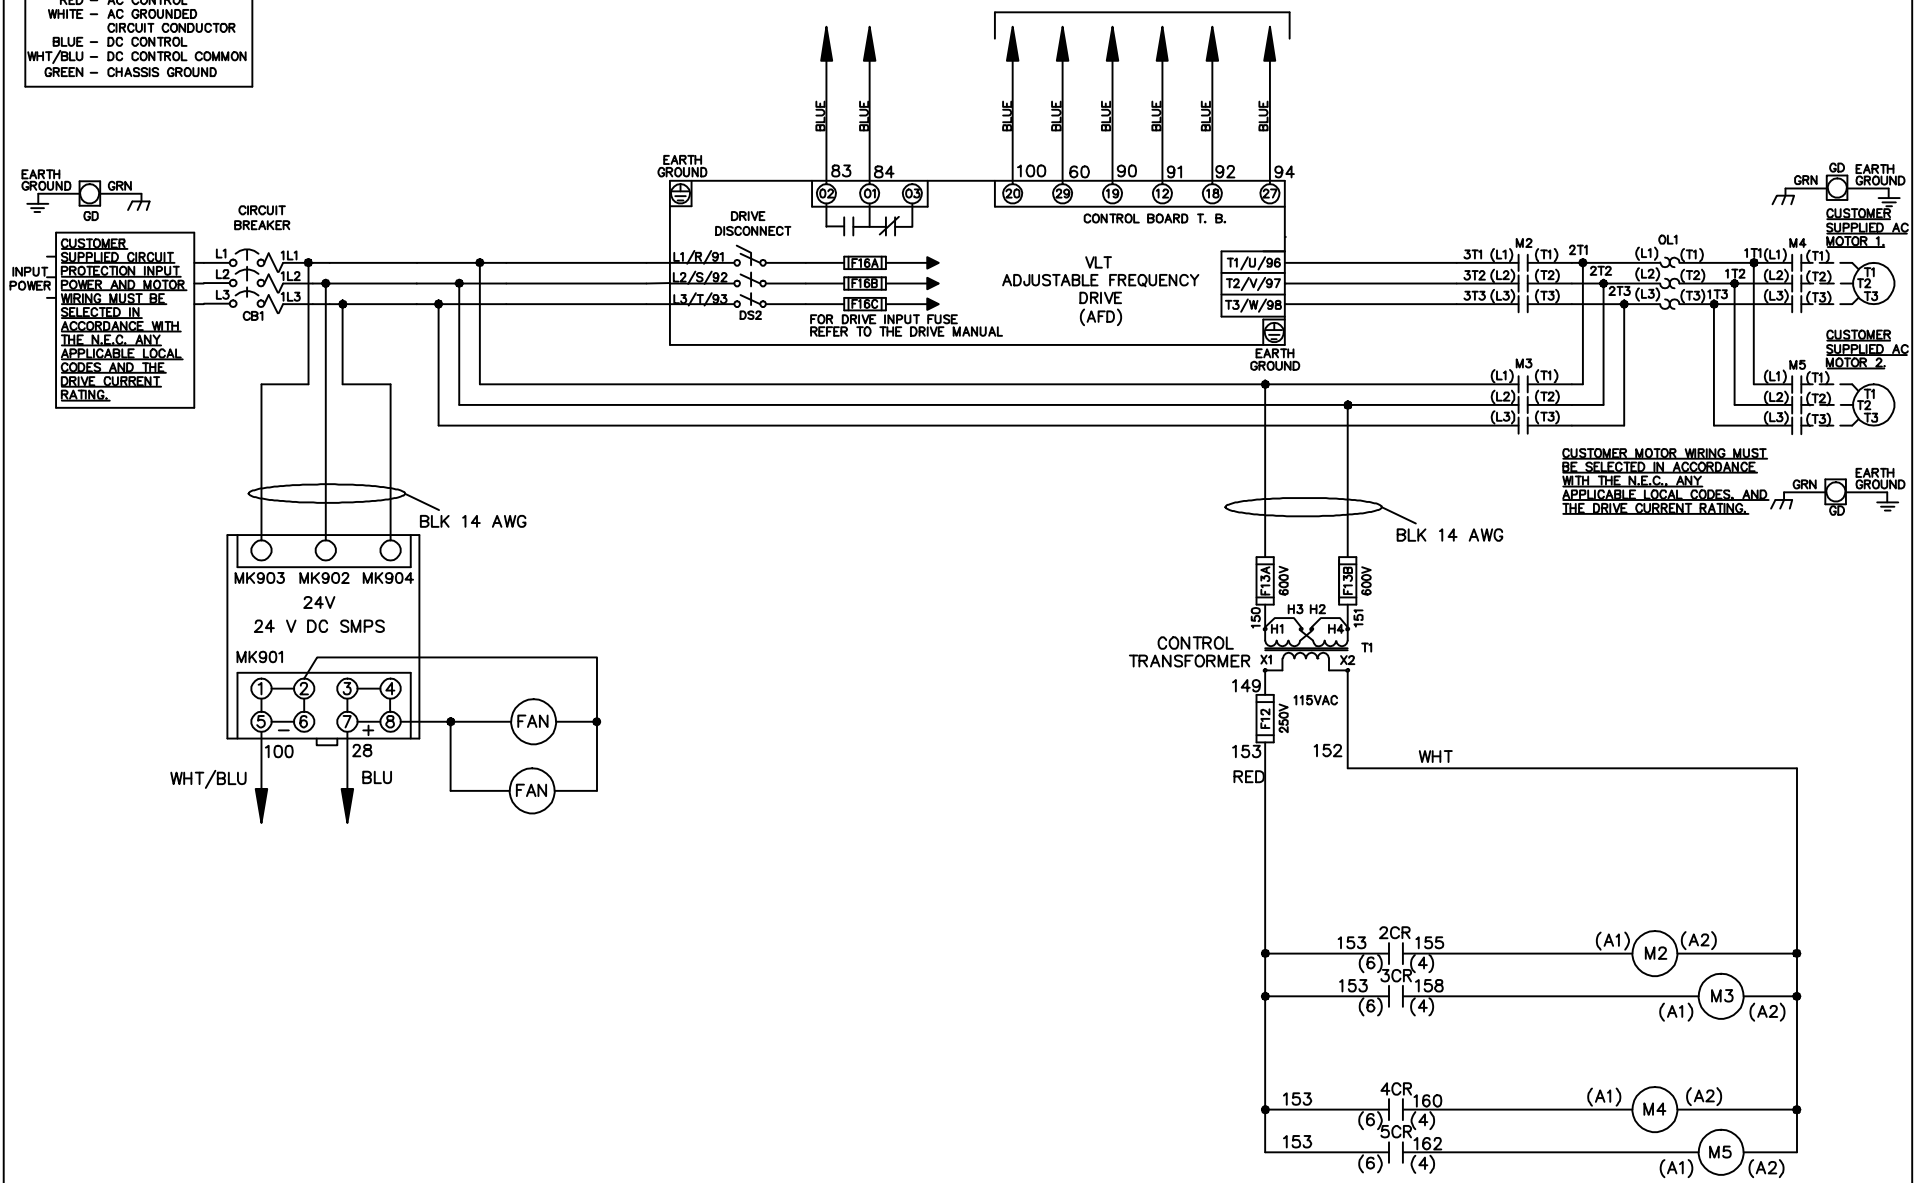 RED – AC CONTROL
WHITE – AC GROUNDED
CIRCUIT CONDUCTOR
BLUE – DC CONTROL
WHT/BLU – DC CONTROL COMMON
GREEN – CHASSIS GROUND
BLUE
BLUE
BLUE
BLUE
BLUE
BLUE
BLUE
BLUE
EARTH
GROUND
GRN
GD
CIRCUIT
BREAKER
INPUT
POWER
CUSTOMER
SUPPLIED CIRCUIT
PROTECTION INPUT
POWER AND MOTOR
WIRING MUST BE
SELECTED IN
ACCORDANCE WITH
THE N.E.C. ANY
APPLICABLE LOCAL
CODES AND THE
DRIVE CURRENT
RATING.
L1 1L1
L2 1L2
L3 1L3
CB1
EARTH
GROUND
83 84
02 01 03
100 60 90 91 92 94
20 29 19 12 18 27
CONTROL BOARD T. B.
DRIVE
DISCONNECT
L1/R/91
L2/S/92
L3/T/93
DS2
F16A
F16B
F16C
FOR DRIVE INPUT FUSE
REFER TO THE DRIVE MANUAL
VLT
ADJUSTABLE FREQUENCY
DRIVE
(AFD)
T1/U/96
T2/V/97
T3/W/98
EARTH
GROUND
M2
3T1 (L1) (T1) 2T1
3T2 (L2) (T2) 2T2
3T3 (L3) (T3) 2T3
OL1
(L1) (T1) 1T1
(L2) (T2) 1T2
(L3) (T3) 1T3
M4
(L1) (T1)
(L2) (T2)
(L3) (T3)
T1
T2
T3
GD
GRN
EARTH
GROUND
CUSTOMER
SUPPLIED AC
MOTOR 1.
M3
(L1) (T1)
(L2) (T2)
(L3) (T3)
CUSTOMER
SUPPLIED AC
MOTOR 2.
M5
(L1) (T1)
(L2) (T2)
(L3) (T3)
T1
T2
T3
CUSTOMER MOTOR WIRING MUST
BE SELECTED IN ACCORDANCE
WITH THE N.E.C., ANY
APPLICABLE LOCAL CODES, AND
THE DRIVE CURRENT RATING.
GRN
GD
EARTH
GROUND
BLK 14 AWG
MK903 MK902 MK904
24V
24 V DC SMPS
MK901
1 2 3 4
5 6 7 8
– +
100 28
WHT/BLU
BLU
FAN
FAN
BLK 14 AWG
F13A
600V
F13B
600V
150
151
H3 H2
H1 H4
T1
CONTROL
TRANSFORMER
X1 X2
149
115VAC
F12
250V
153
RED
152
WHT
2CR
153 155
(6) (4)
(A1) M2 (A2)
3CR
153 158
(6) (4)
(A1) M3 (A2)
4CR
153 160
(6) (4)
(A1) M4 (A2)
5CR
153 162
(6) (4)
(A1) M5 (A2)